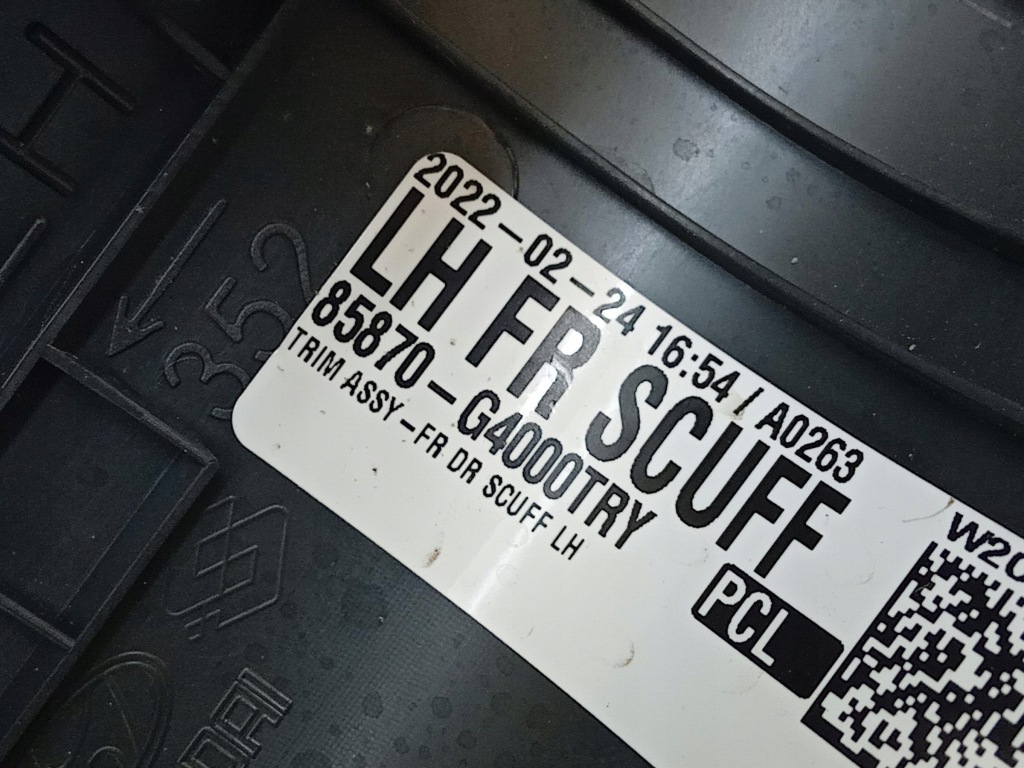 2022-02-24 16:54 / A0263
LH FR SCUFF
85870-G4000TRY
TRIM ASSY-FR DR SCUFF LH
PCL
352
H